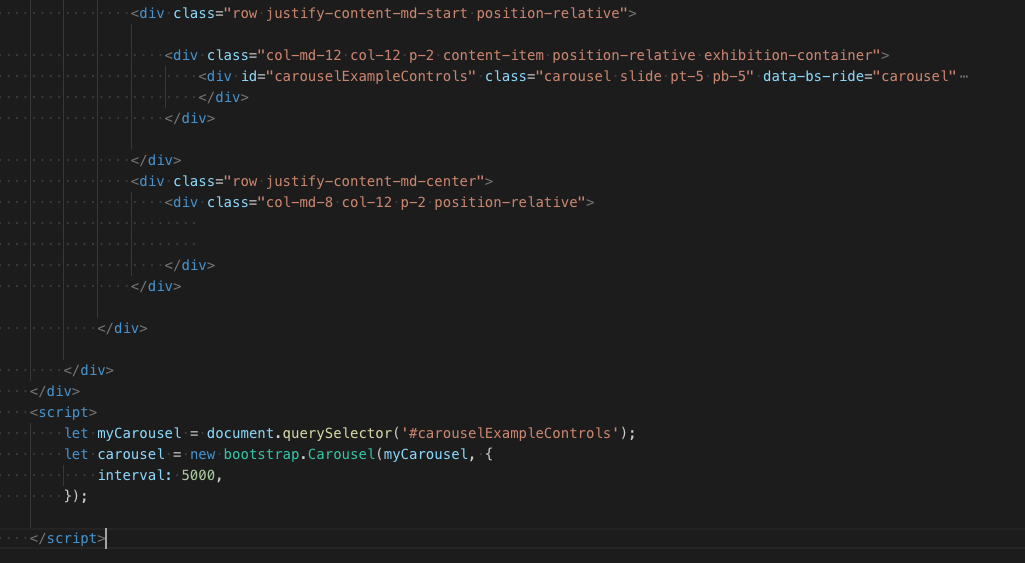 <div class="row justify-content-md-start position-relative">
<div class="col-md-12 col-12 p-2 content-item position-relative exhibition-container">
<div id="carouselExampleControls" class="carousel slide pt-5 pb-5" data-bs-ride="carousel"⋯
</div>
</div>
</div>
<div class="row justify-content-md-center">
<div class="col-md-8 col-12 p-2 position-relative">
</div>
</div>
</div>
</div>
</div>
<script>
let myCarousel = document.querySelector('#carouselExampleControls');
let carousel = new bootstrap.Carousel(myCarousel, {
interval: 5000,
});
</script>